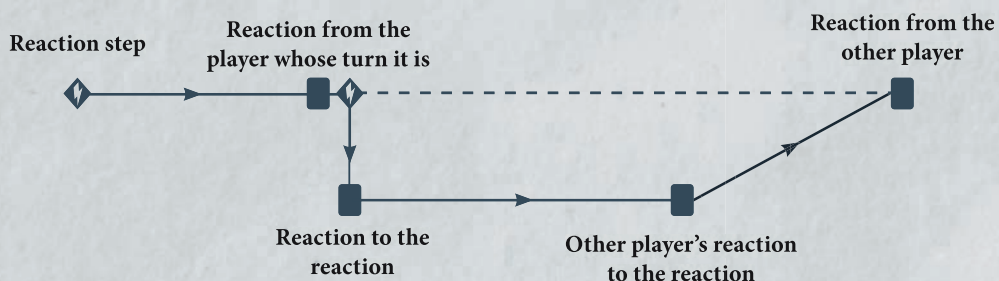 Reaction step
Reaction from the
player whose turn it is
Reaction from the
other player
Reaction to the
reaction
Other player’s reaction
to the reaction